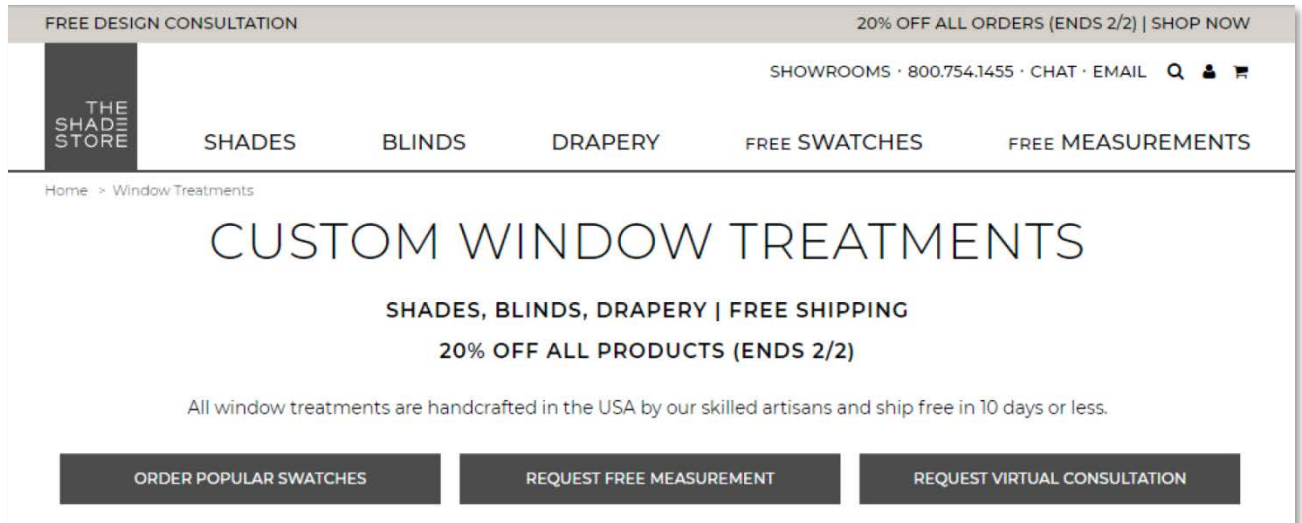 FREE DESIGN CONSULTATION
20% OFF ALL ORDERS (ENDS 2/2) | SHOP NOW
SHOWROOMS · 800.754.1455 · CHAT · EMAIL
THE
SHADE
STORE
SHADES BLINDS DRAPERY FREE SWATCHES FREE MEASUREMENTS
Home > Window Treatments
CUSTOM WINDOW TREATMENTS
SHADES, BLINDS, DRAPERY | FREE SHIPPING
20% OFF ALL PRODUCTS (ENDS 2/2)
All window treatments are handcrafted in the USA by our skilled artisans and ship free in 10 days or less.
ORDER POPULAR SWATCHES REQUEST FREE MEASUREMENT REQUEST VIRTUAL CONSULTATION